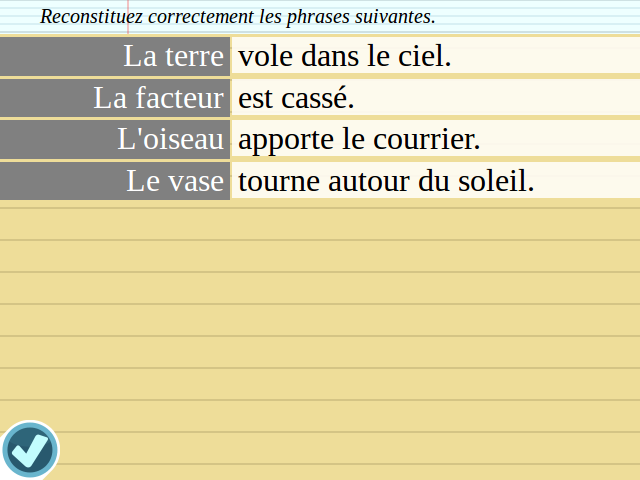 Reconstituez correctement les phrases suivantes.
La terre vole dans le ciel.
La facteur est cassé.
L'oiseau apporte le courrier.
Le vase tourne autour du soleil.